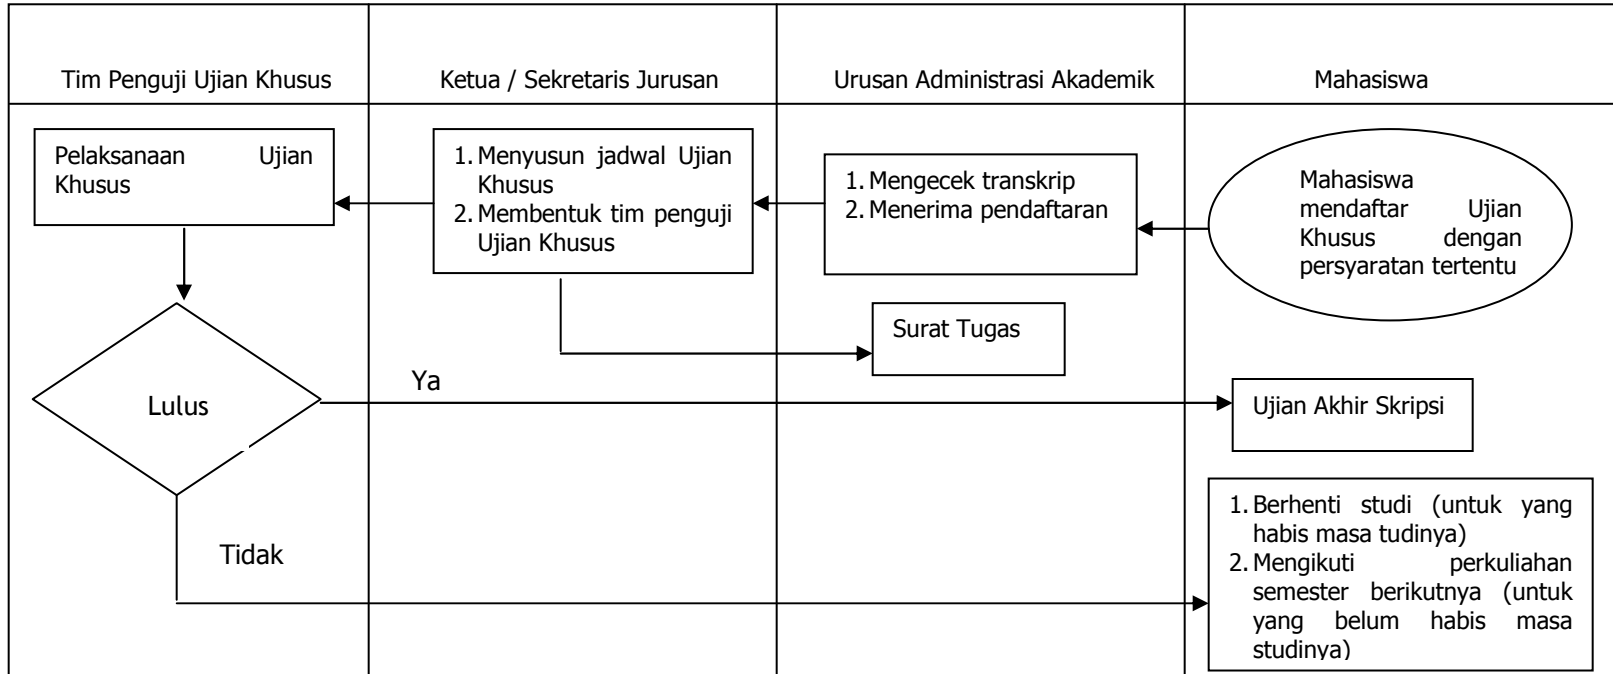 Tim Penguji Ujian Khusus
Ketua / Sekretaris Jurusan
Urusan Administrasi Akademik
Mahasiswa
Pelaksanaan Ujian
Khusus
1. Menyusun jadwal Ujian
Khusus
2. Membentuk tim penguji
Ujian Khusus
1. Mengecek transkrip
2. Menerima pendaftaran
Mahasiswa
mendaftar Ujian
Khusus dengan
persyaratan tertentu
Surat Tugas
Lulus
Ya
Ujian Akhir Skripsi
Tidak
1. Berhenti studi (untuk yang
habis masa tudinya)
2. Mengikuti perkuliahan
semester berikutnya (untuk
yang belum habis masa
studinya)